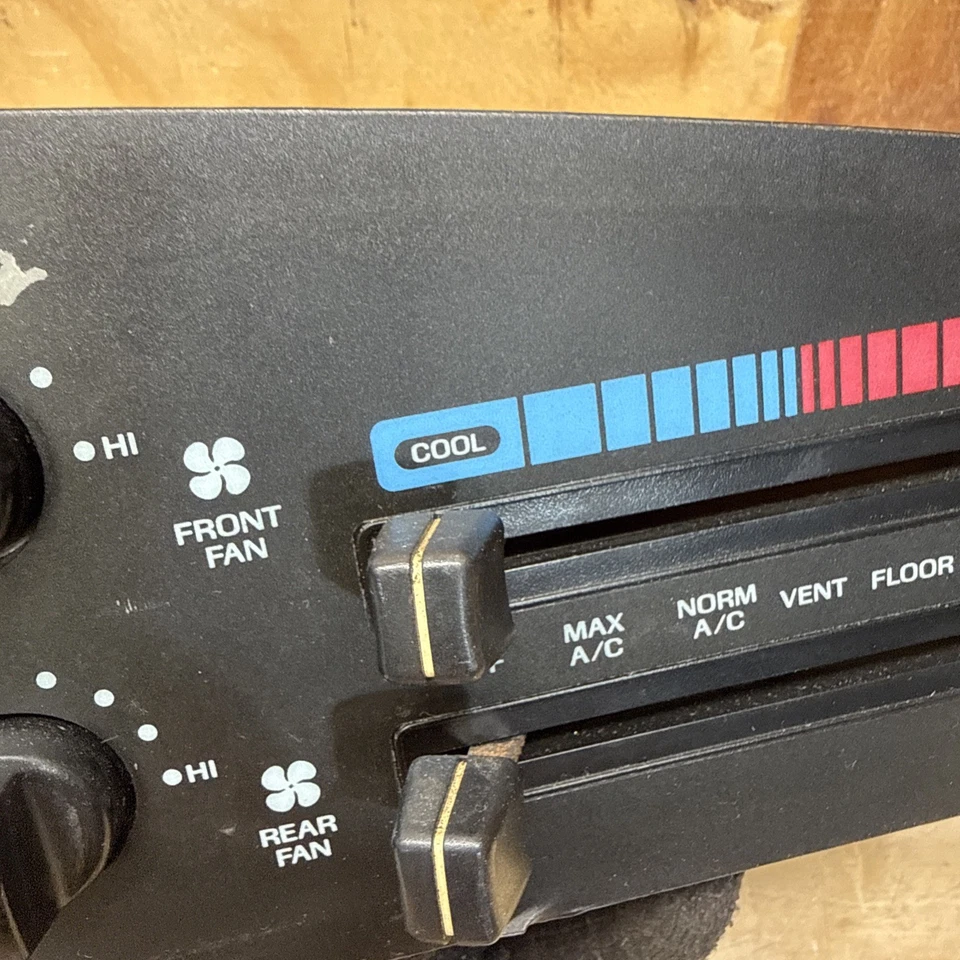 HI
FRONT
FAN
COOL
MAX
A/C
NORM
A/C
VENT
FLOOR
HI
REAR
FAN